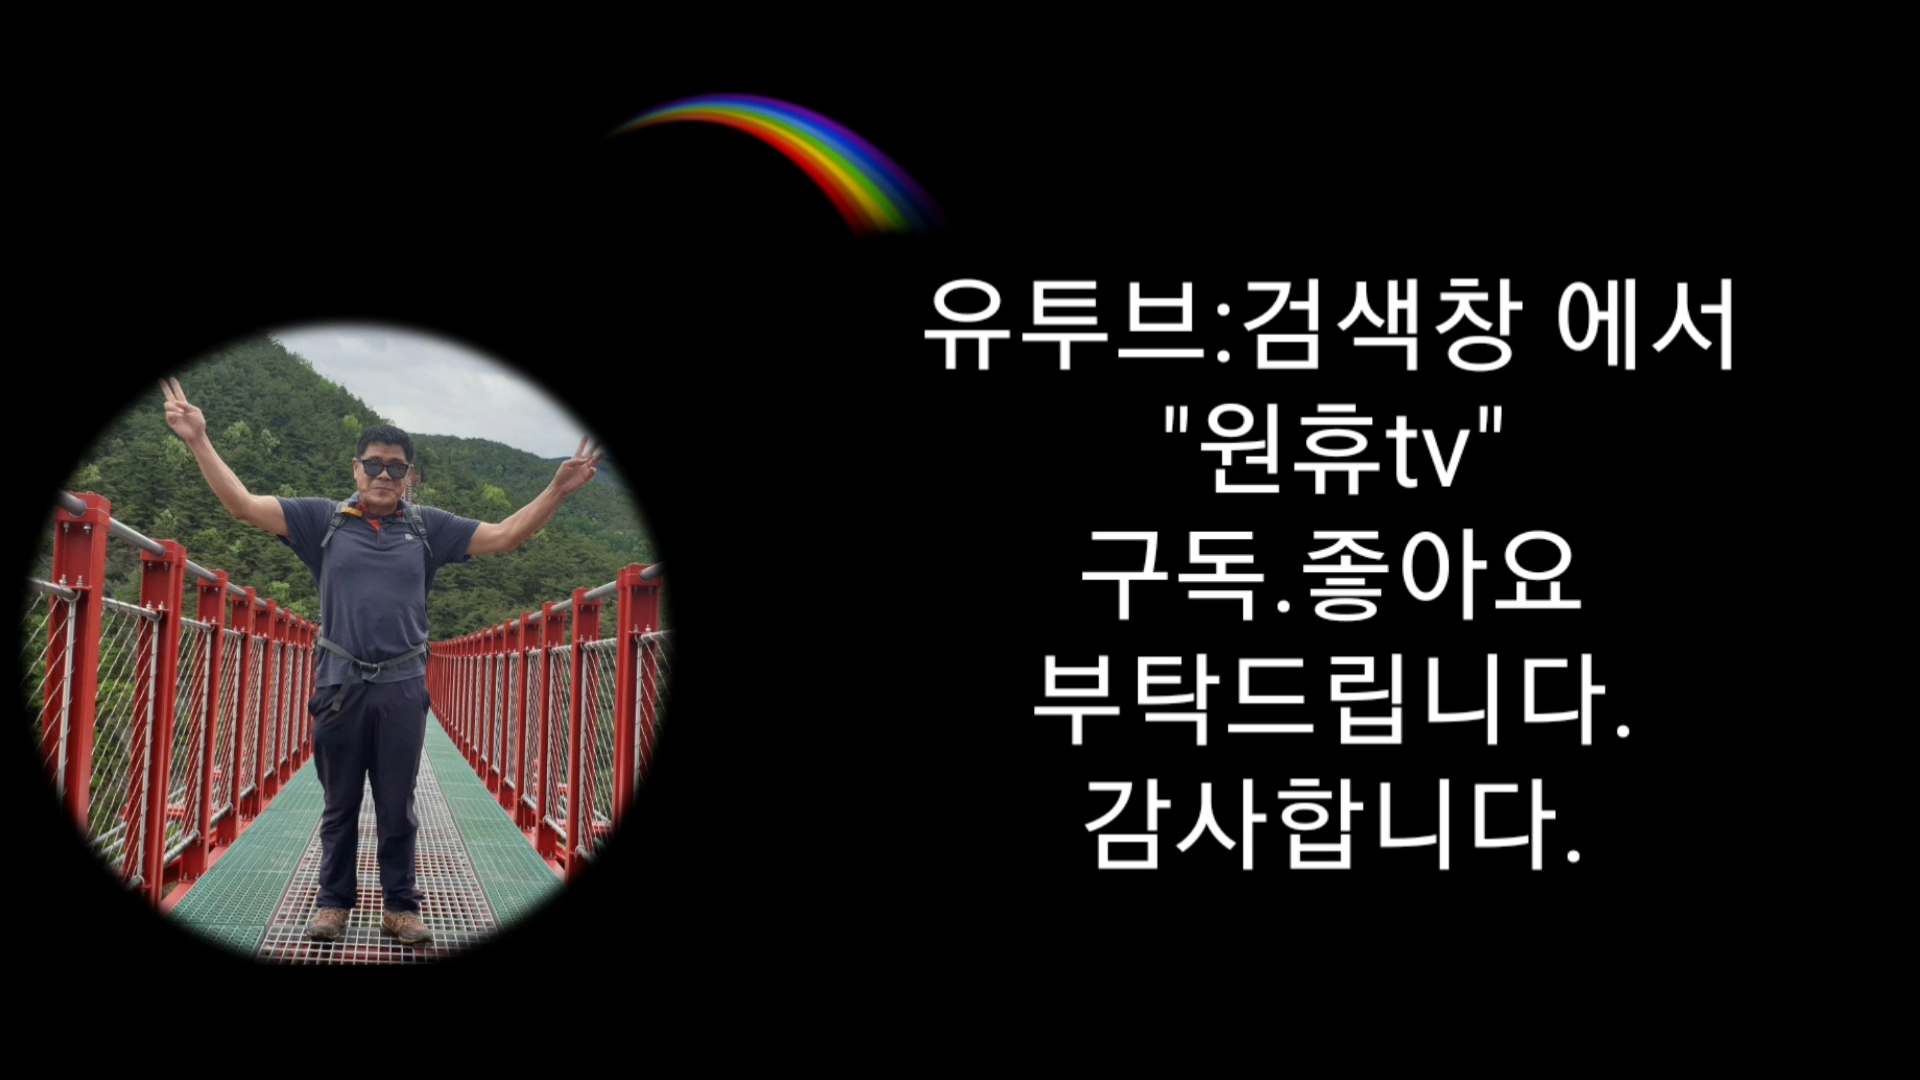 유투브:검색창 에서
"원휴tv"
구독.좋아요
부탁드립니다.
감사합니다.